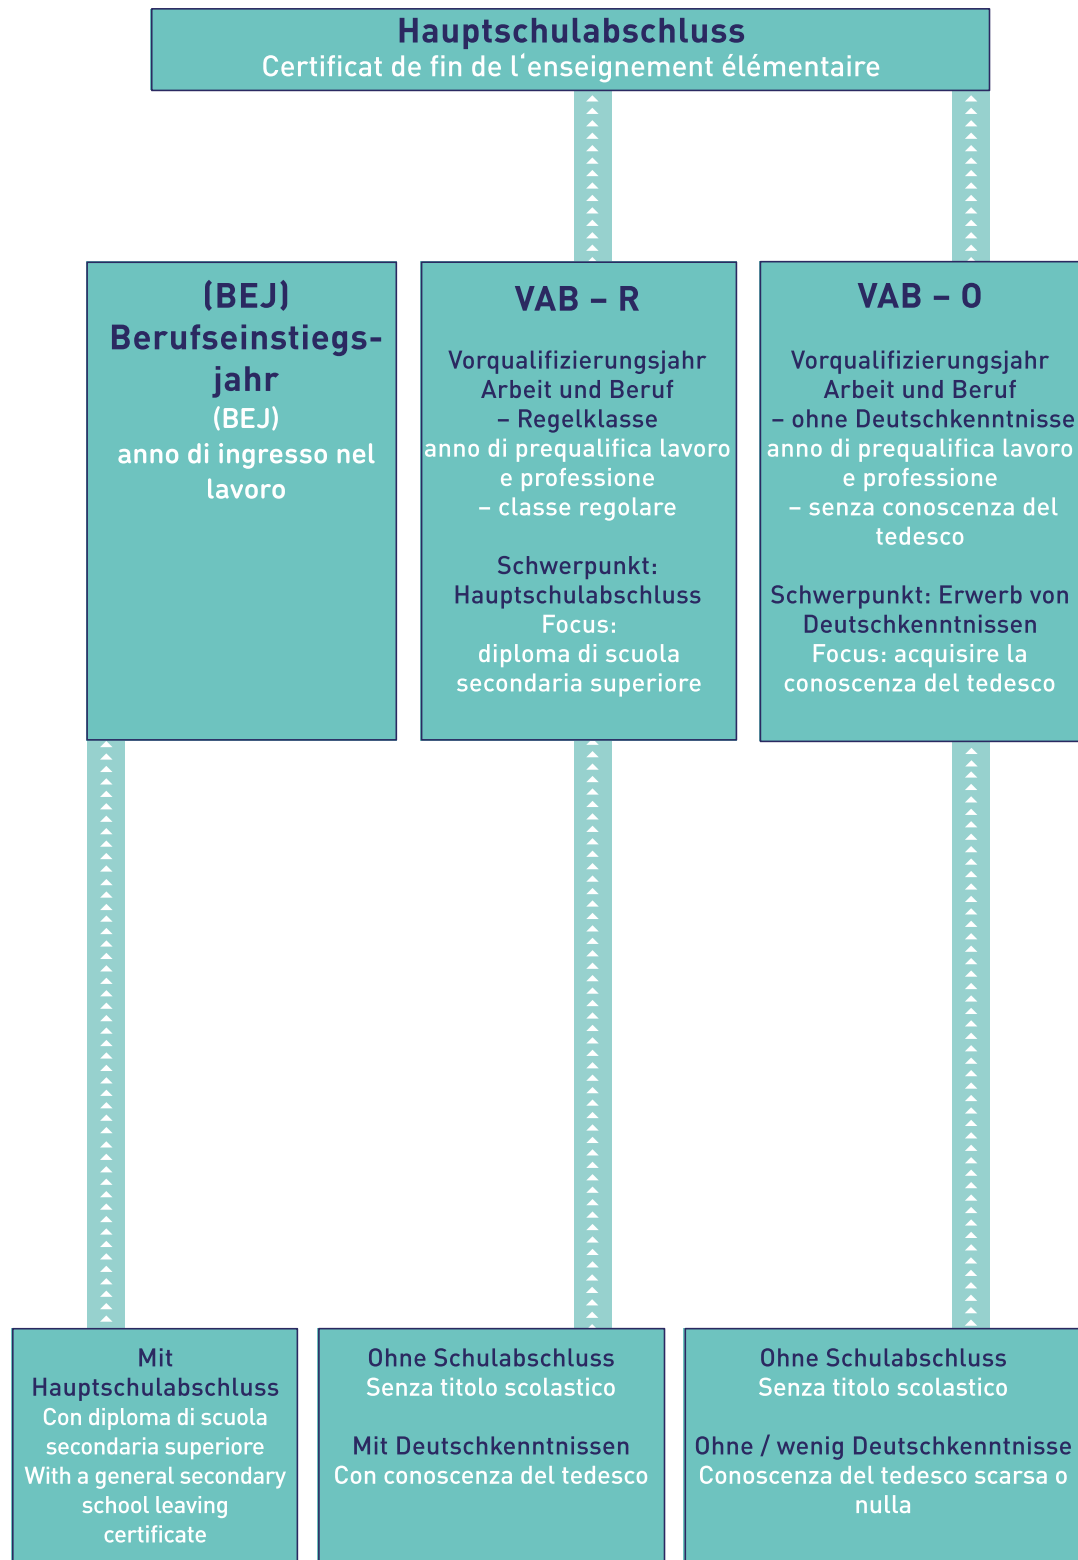 Hauptschulabschluss
Certificat de fin de l‘enseignement élémentaire
(BEJ)
Berufseinstiegs-
jahr
(BEJ)
anno di ingresso nel
lavoro
VAB – R
Vorqualifizierungsjahr
Arbeit und Beruf
– Regelklasse
anno di prequalifica lavoro
e professione
– classe regolare
Schwerpunkt:
Hauptschulabschluss
Focus:
diploma di scuola
secondaria superiore
VAB – O
Vorqualifizierungsjahr
Arbeit und Beruf
– ohne Deutschkenntnisse
anno di prequalifica lavoro
e professione
– senza conoscenza del
tedesco
Schwerpunkt: Erwerb von
Deutschkenntnissen
Focus: acquisire la
conoscenza del tedesco
Mit
Hauptschulabschluss
Con diploma di scuola
secondaria superiore
With a general secondary
school leaving
certificate
Ohne Schulabschluss
Senza titolo scolastico
Mit Deutschkenntnissen
Con conoscenza del tedesco
Ohne Schulabschluss
Senza titolo scolastico
Ohne / wenig Deutschkenntnisse
Conoscenza del tedesco scarsa o
nulla